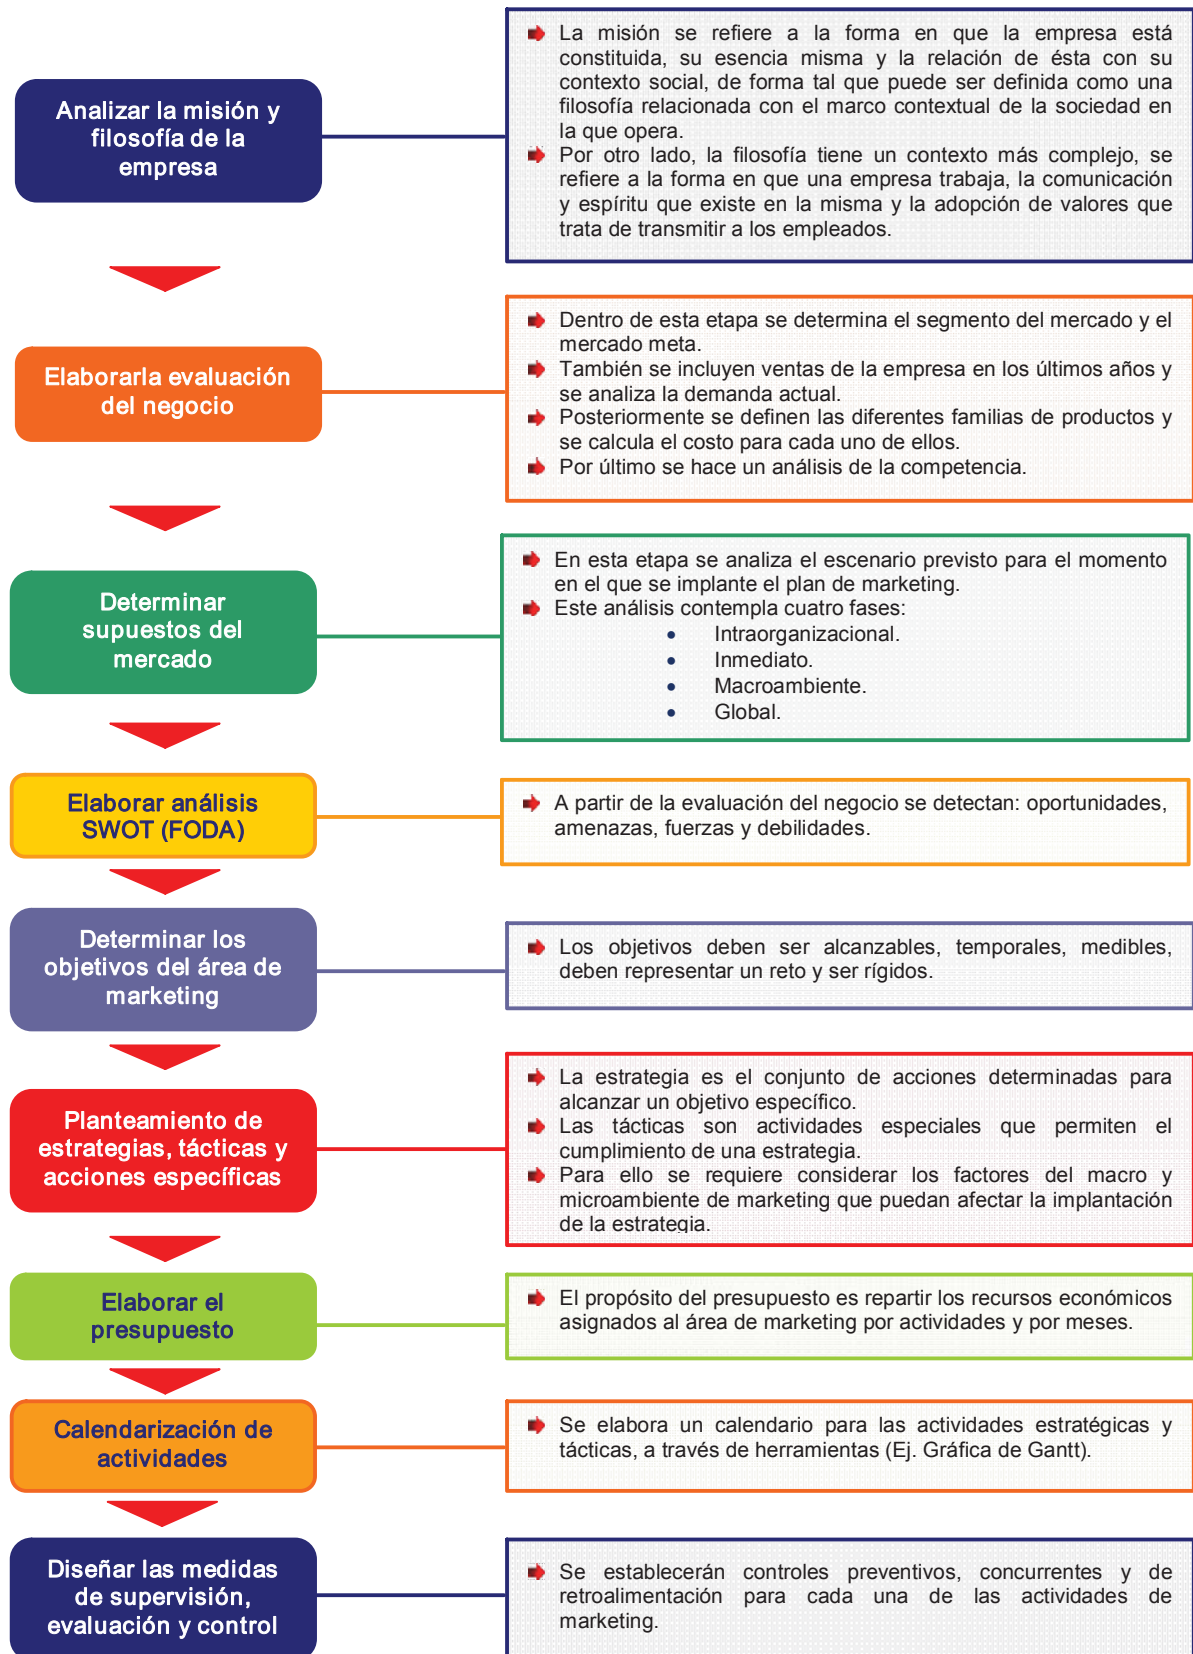 Analizar la misión y
filosofía de la
empresa
La misión se refiere a la forma en que la empresa está
constituida, su esencia misma y la relación de ésta con su
contexto social, de forma tal que puede ser definida como una
filosofía relacionada con el marco contextual de la sociedad en
la que opera.
Por otro lado, la filosofía tiene un contexto más complejo, se
refiere a la forma en que una empresa trabaja, la comunicación
y espíritu que existe en la misma y la adopción de valores que
trata de transmitir a los empleados.
Elaborarla evaluación
del negocio
Dentro de esta etapa se determina el segmento del mercado y el
mercado meta.
También se incluyen ventas de la empresa en los últimos años y
se analiza la demanda actual.
Posteriormente se definen las diferentes familias de productos y
se calcula el costo para cada uno de ellos.
Por último se hace un análisis de la competencia.
Determinar
supuestos del
mercado
En esta etapa se analiza el escenario previsto para el momento
en el que se implante el plan de marketing.
Este análisis contempla cuatro fases:
• Intraorganizacional.
• Inmediato.
• Macroambiente.
• Global.
Elaborar análisis
SWOT (FODA)
A partir de la evaluación del negocio se detectan: oportunidades,
amenazas, fuerzas y debilidades.
Determinar los
objetivos del área de
marketing
Los objetivos deben ser alcanzables, temporales, medibles,
deben representar un reto y ser rígidos.
Planteamiento de
estrategias, tácticas y
acciones específicas
La estrategia es el conjunto de acciones determinadas para
alcanzar un objetivo específico.
Las tácticas son actividades especiales que permiten el
cumplimiento de una estrategia.
Para ello se requiere considerar los factores del macro y
microambiente de marketing que puedan afectar la implantación
de la estrategia.
Elaborar el
presupuesto
El propósito del presupuesto es repartir los recursos económicos
asignados al área de marketing por actividades y por meses.
Calendarización de
actividades
Se elabora un calendario para las actividades estratégicas y
tácticas, a través de herramientas (Ej. Gráfica de Gantt).
Diseñar las medidas
de supervisión,
evaluación y control
Se establecerán controles preventivos, concurrentes y de
retroalimentación para cada una de las actividades de
marketing.